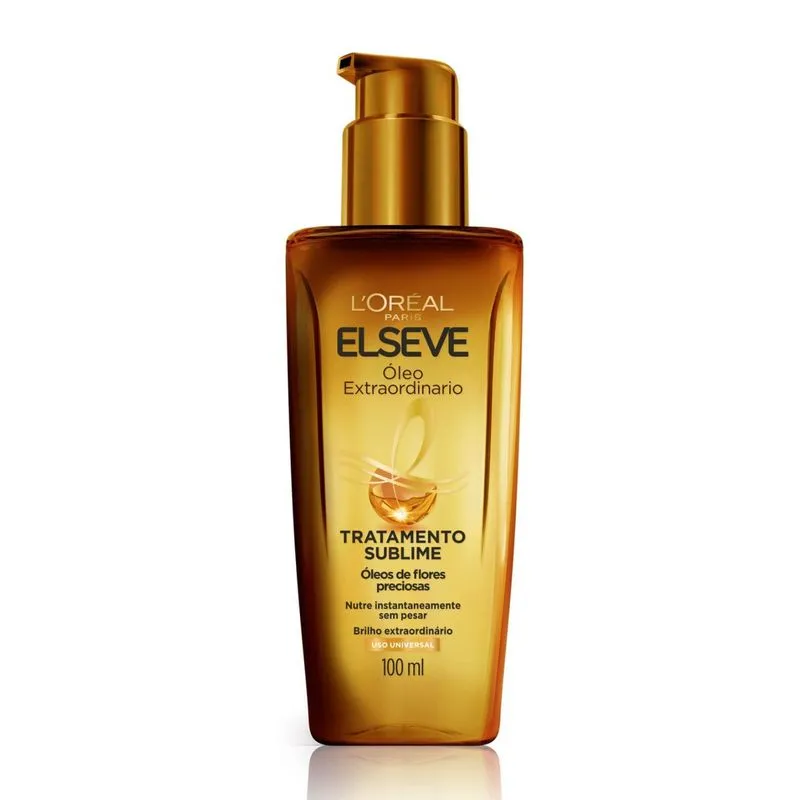 L'ORÉAL
PARIS
ELSEVE
Óleo
Extraordinario
TRATAMENTO
SUBLIME
Óleos de flores
preciosas
Nutre instantaneamente
sem pesar
Brilho extraordinário
USO UNIVERSAL
100 ml